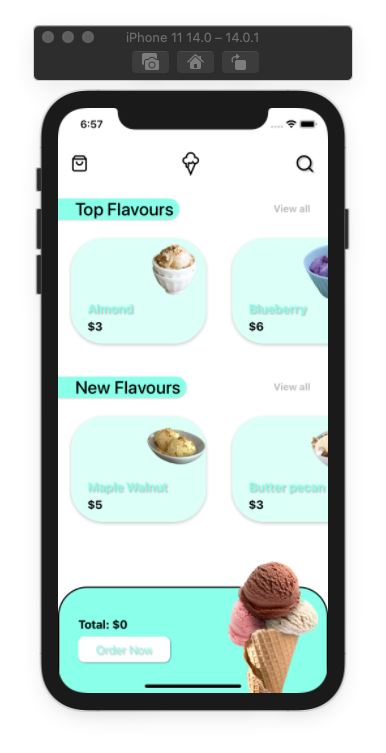 iPhone 11 14.0 – 14.0.1
6:57
Top Flavours
View all
Almond
$3
Blueberry
$6
New Flavours
View all
Maple Walnut
$5
Butter pecan
$3
Total: $0
Order Now